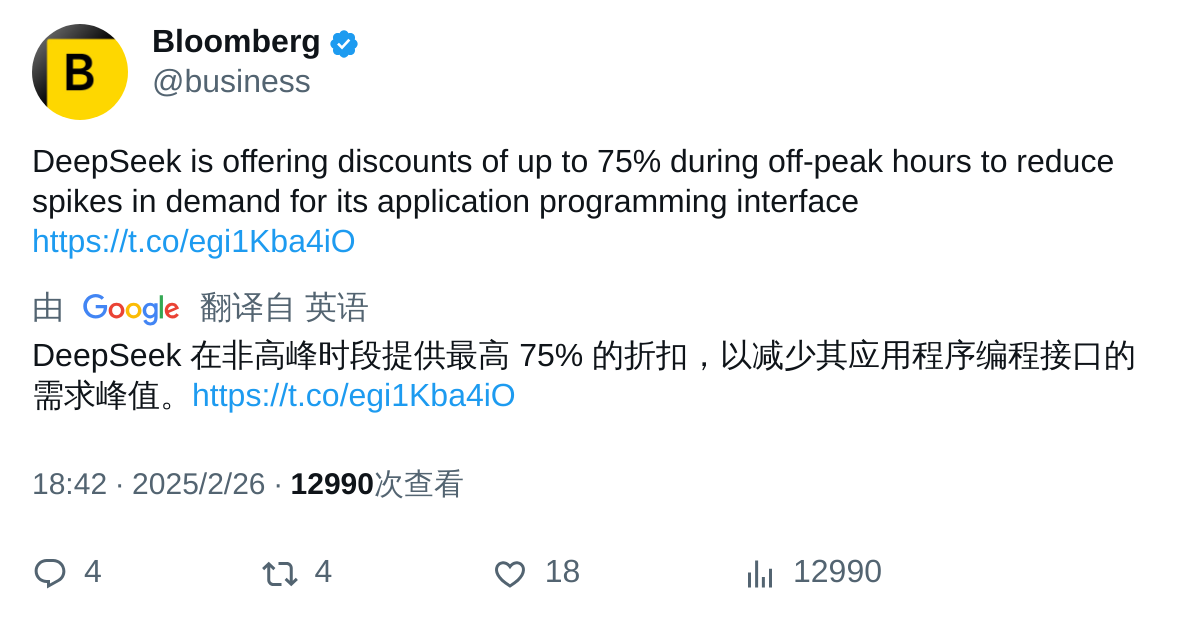 B
Bloomberg
@business
DeepSeek is offering discounts of up to 75% during off-peak hours to reduce
spikes in demand for its application programming interface
https://t.co/egi1Kba4iO
由 Google 翻译自 英语
DeepSeek 在非高峰时段提供最高 75% 的折扣，以减少其应用程序编程接口的
需求峰值。https://t.co/egi1Kba4iO
18:42 · 2025/2/26 · 12990次查看
4 4 18 12990